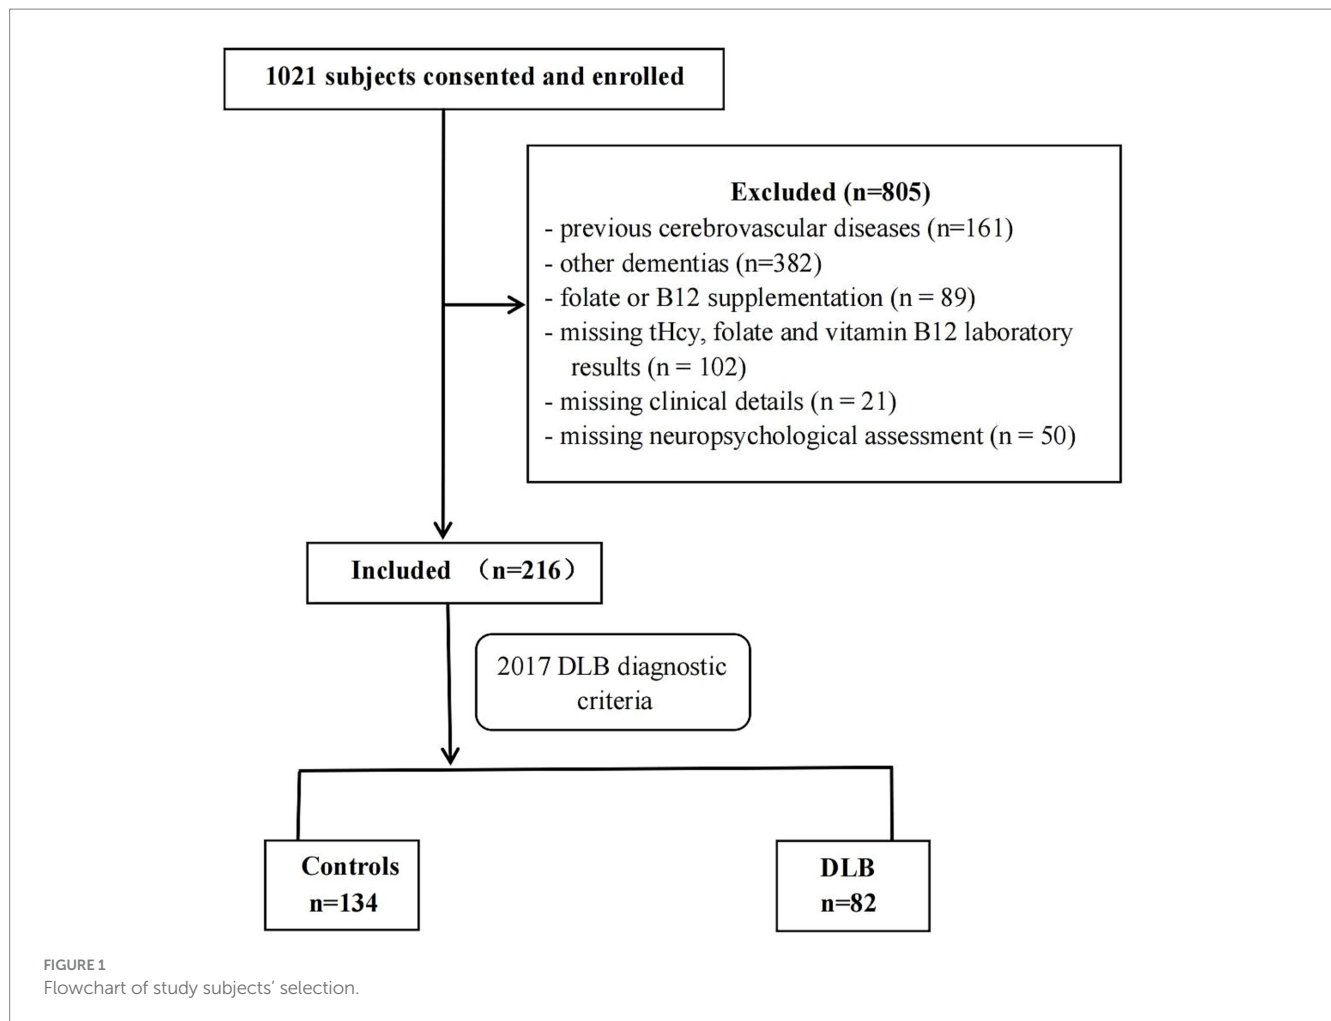 1021 subjects consented and enrolled
Excluded (n=805)
- previous cerebrovascular diseases (n=161)
- other dementias (n=382)
- folate or B12 supplementation (n = 89)
- missing tHcy, folate and vitamin B12 laboratory
results (n = 102)
- missing clinical details (n = 21)
- missing neuropsychological assessment (n = 50)
Included （n=216）
2017 DLB diagnostic
criteria
Controls
n=134
DLB
n=82
FIGURE 1
Flowchart of study subjects’ selection.